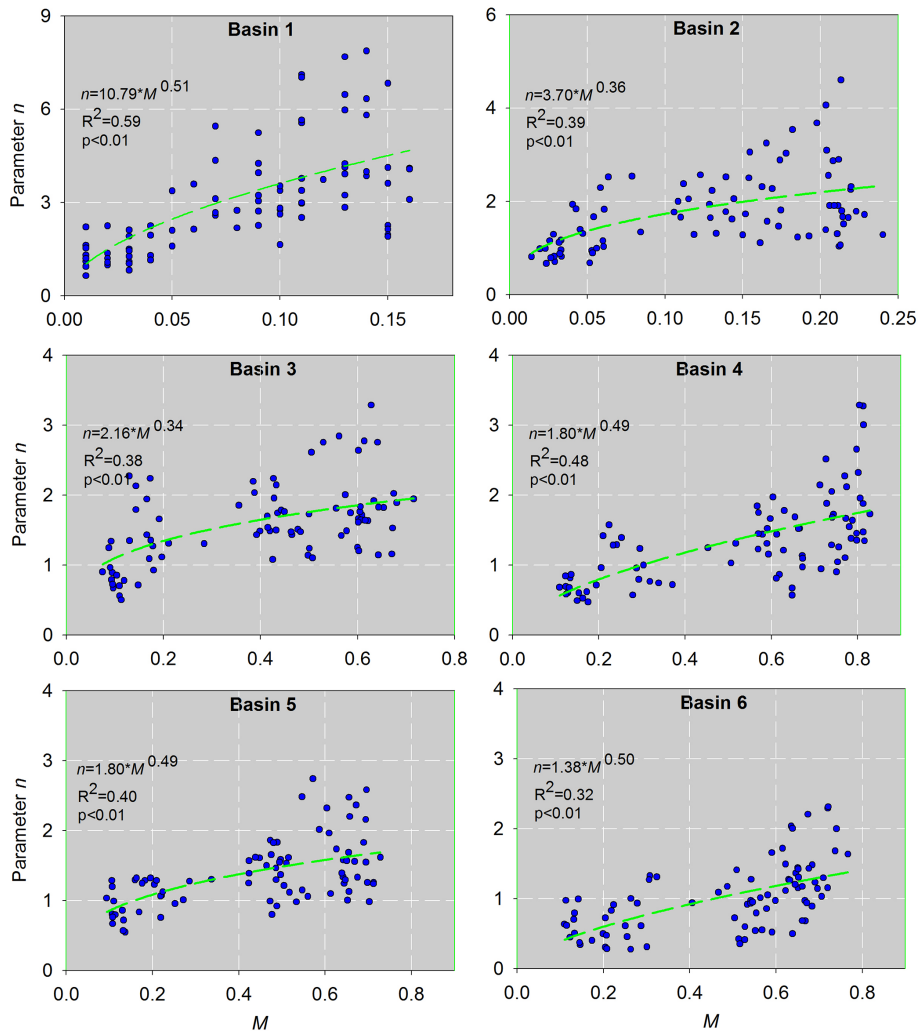 Basin 1
n=10.79*M^0.51
R^2=0.59
p<0.01
Parameter n
9
6
3
0
0.00 0.05 0.10 0.15
Basin 2
n=3.70*M^0.36
R^2=0.39
p<0.01
6
4
2
0
0.00 0.05 0.10 0.15 0.20 0.25
Basin 3
n=2.16*M^0.34
R^2=0.38
p<0.01
Parameter n
4
3
2
1
0
0.0 0.2 0.4 0.6 0.8
Basin 4
n=1.80*M^0.49
R^2=0.48
p<0.01
4
3
2
1
0
0.0 0.2 0.4 0.6 0.8
Basin 5
n=1.80*M^0.49
R^2=0.40
p<0.01
Parameter n
4
3
2
1
0
0.0 0.2 0.4 0.6 0.8
M
Basin 6
n=1.38*M^0.50
R^2=0.32
p<0.01
4
3
2
1
0
0.0 0.2 0.4 0.6 0.8
M